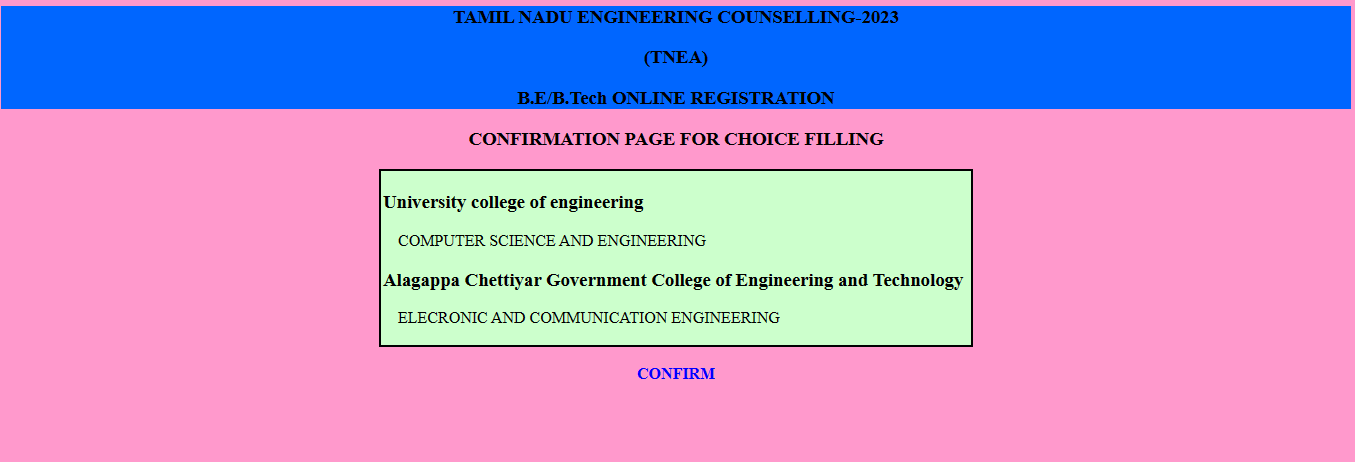 TAMIL NADU ENGINEERING COUNSELLING-2023
(TNEA)
B.E/B.Tech ONLINE REGISTRATION
CONFIRMATION PAGE FOR CHOICE FILLING
University college of engineering
COMPUTER SCIENCE AND ENGINEERING
Alagappa Chettiyar Government College of Engineering and Technology
ELECRONIC AND COMMUNICATION ENGINEERING
CONFIRM